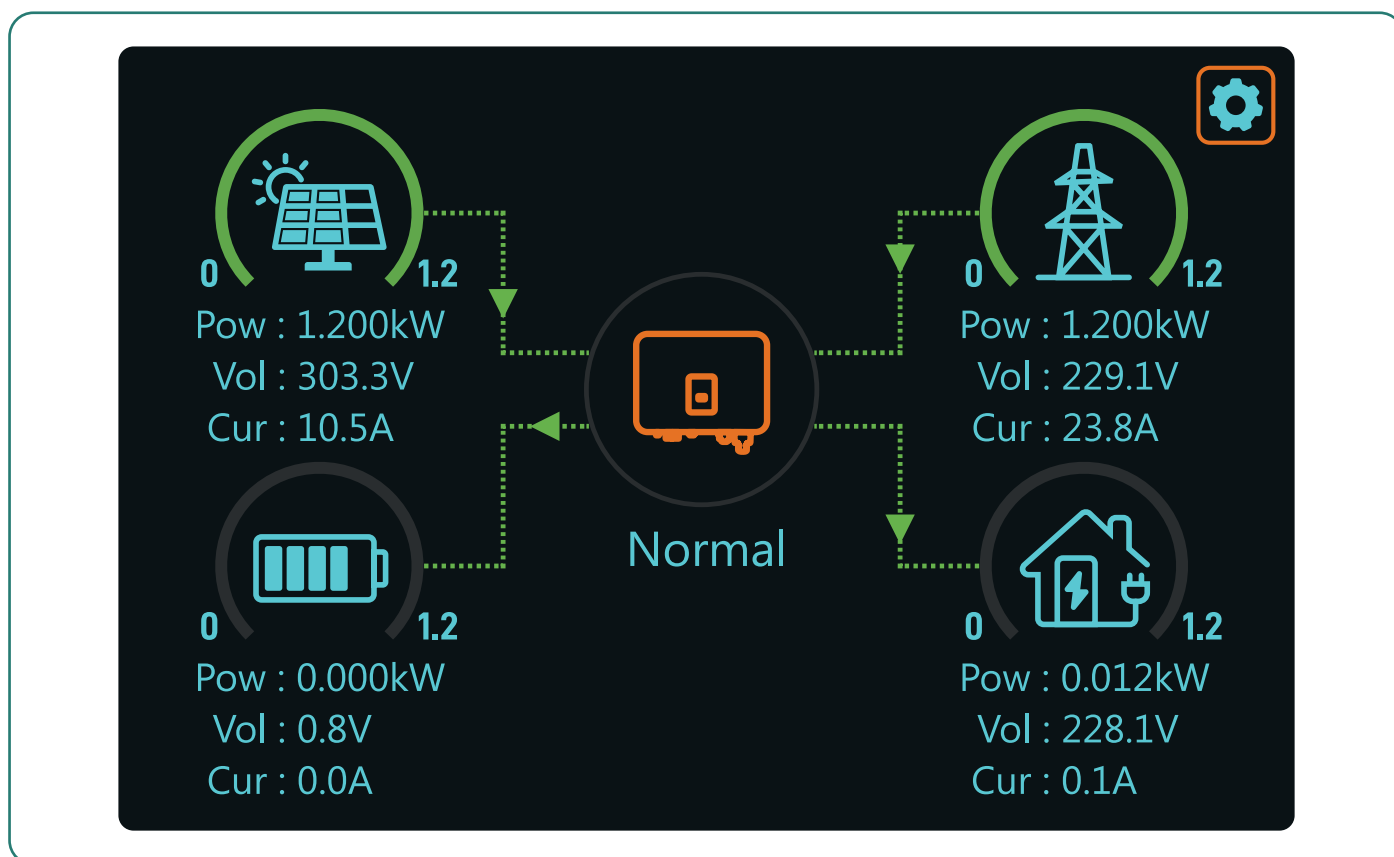 0 1.2
Pow : 1.200kW
Vol : 303.3V
Cur : 10.5A
0 1.2
Pow : 1.200kW
Vol : 229.1V
Cur : 23.8A
Normal
0 1.2
Pow : 0.000kW
Vol : 0.8V
Cur : 0.0A
0 1.2
Pow : 0.012kW
Vol : 228.1V
Cur : 0.1A